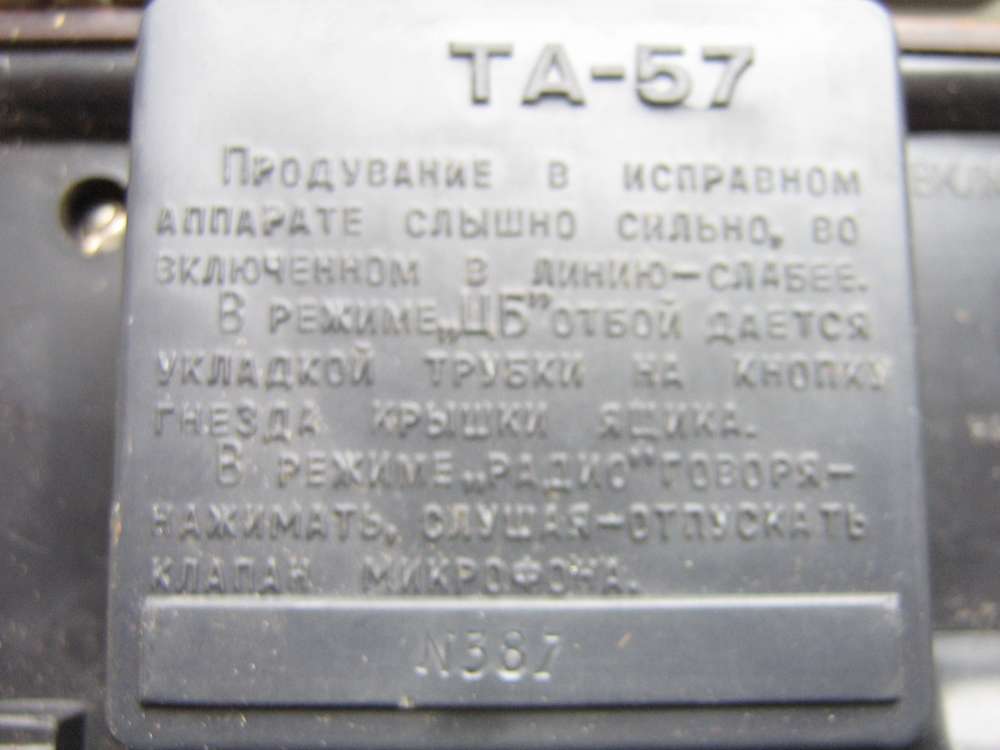 ТА-57
ПРОДУВАНИЕ В ИСПРАВНОМ
АППАРАТЕ СЛЫШНО СИЛЬНО, ВО
ВКЛЮЧЕННОМ В ЛИНИЮ—СЛАБЕЕ.
В РЕЖИМЕ „ЦБ” ОТБОЙ ДАЕТСЯ
УКЛАДКОЙ ТРУБКИ НА КНОПКУ
ГНЕЗДА КРЫШКИ ЯЩИКА.
В РЕЖИМЕ „РАДИО” ГОВОРЯ—
НАЖИМАТЬ, СЛУШАЯ—ОТПУСКАТЬ
КЛАПАН МИКРОФОНА.
N387